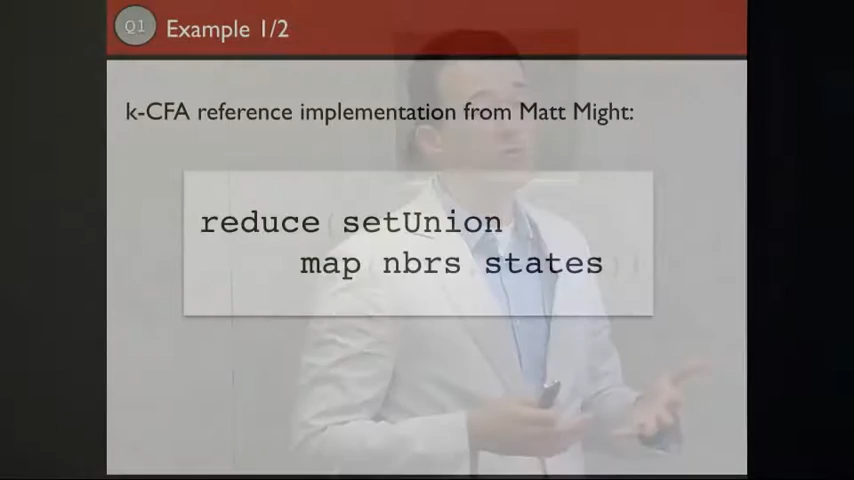 Q1 Example 1/2
k-CFA reference implementation from Matt Might:
reduce(setUnion
map(nbrs,states))